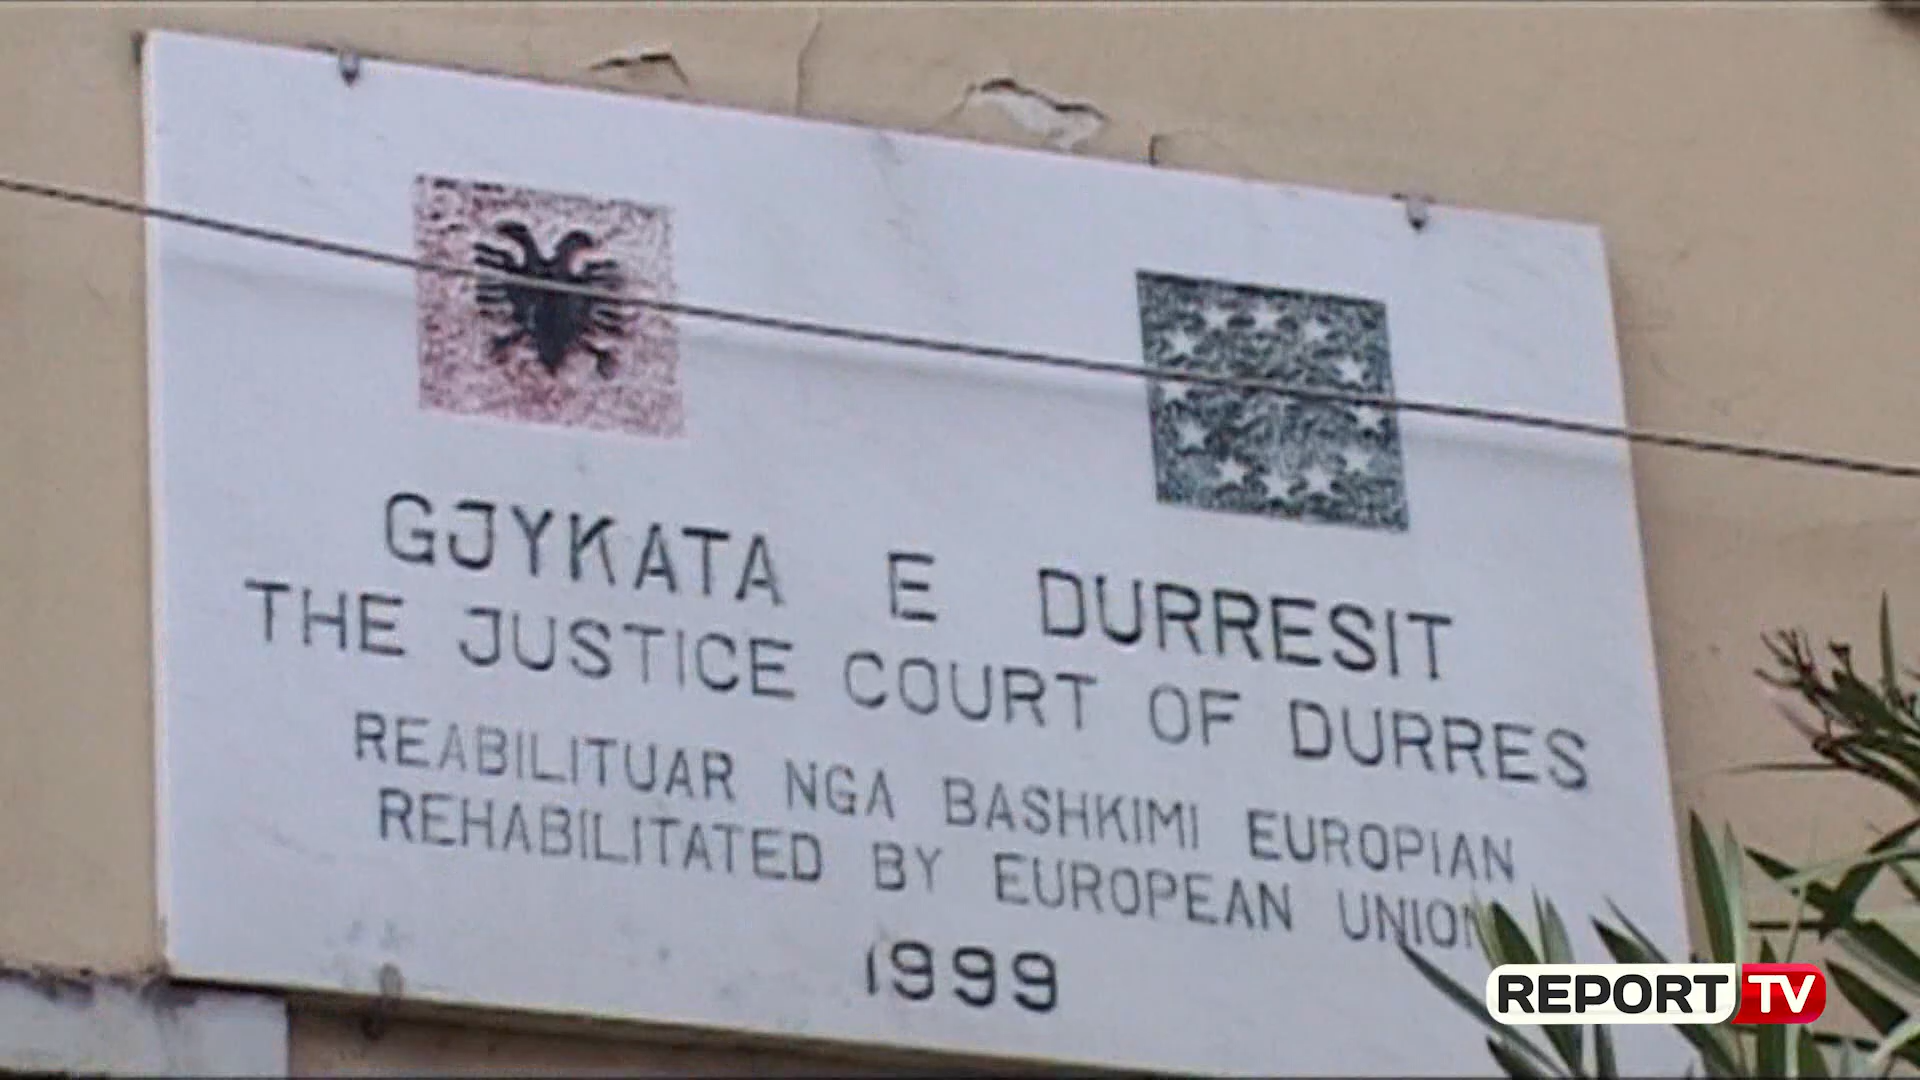 GJYKATA E DURRESIT
THE JUSTICE COURT OF DURRES
REABILITUAR NGA BASHKIMI EUROPIAN
REHABILITATED BY EUROPEAN UNION
1999
REPORT TV